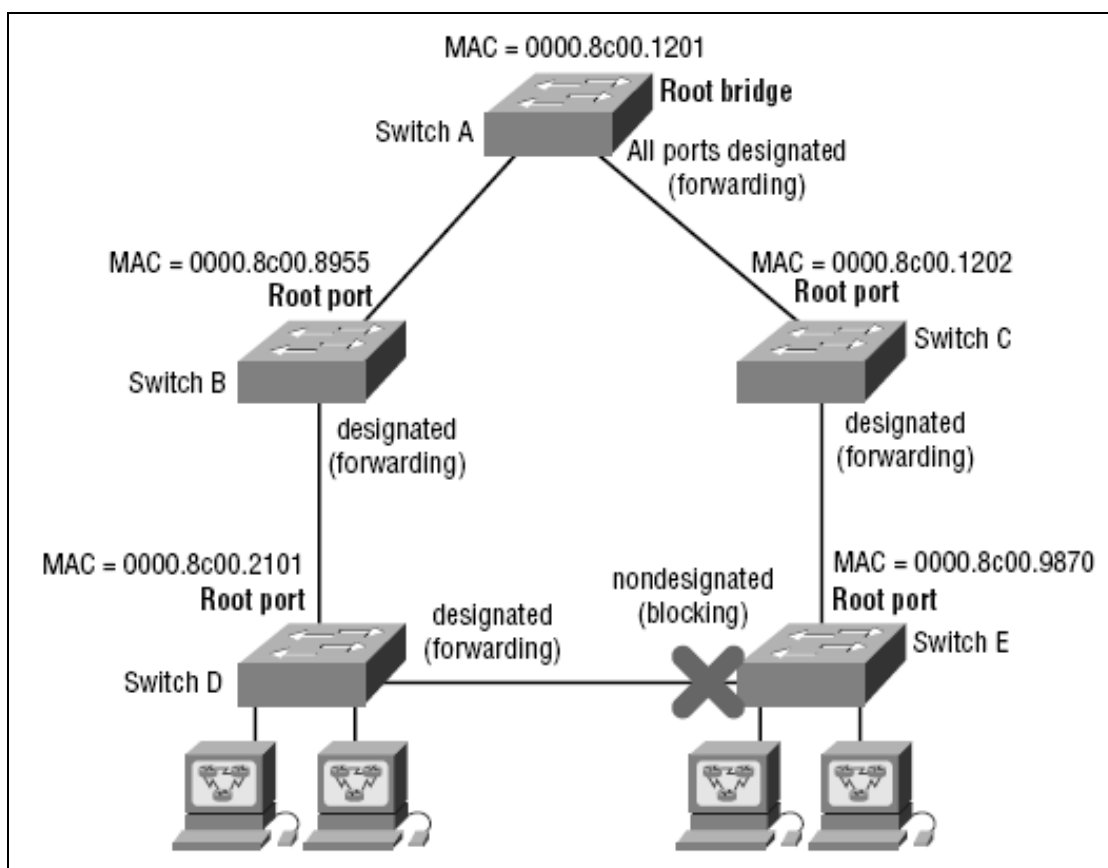 MAC = 0000.8c00.1201
Root bridge
Switch A
All ports designated
(forwarding)
MAC = 0000.8c00.8955
Root port
MAC = 0000.8c00.1202
Root port
Switch B
Switch C
designated
(forwarding)
designated
(forwarding)
MAC = 0000.8c00.2101
Root port
MAC = 0000.8c00.9870
Root port
nondesignated
(blocking)
designated
(forwarding)
Switch D
Switch E